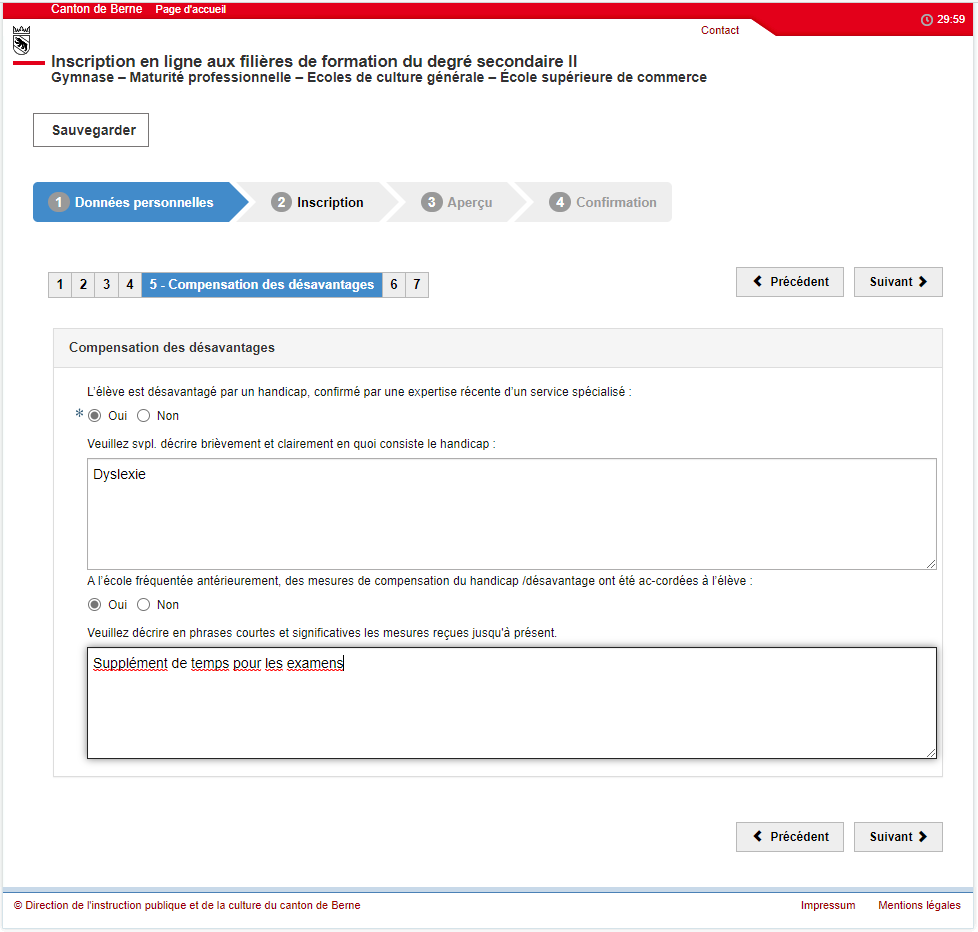 Canton de Berne Page d'accueil
29:59
Contact
Inscription en ligne aux filières de formation du degré secondaire II
Gymnase – Maturité professionnelle – Ecoles de culture générale – École supérieure de commerce
Sauvegarder
1 Données personnelles 2 Inscription 3 Aperçu 4 Confirmation
1 2 3 4 5 - Compensation des désavantages 6 7
Précédent Suivant
Compensation des désavantages
L'élève est désavantagé par un handicap, confirmé par une expertise récente d'un service spécialisé :
* Oui Non
Veuillez svpl. décrire brièvement et clairement en quoi consiste le handicap :
Dyslexie
A l'école fréquentée antérieurement, des mesures de compensation du handicap /désavantage ont été ac-cordées à l'élève :
Oui Non
Veuillez décrire en phrases courtes et significatives les mesures reçues jusqu'à présent.
Supplément de temps pour les examens
Précédent Suivant
© Direction de l'instruction publique et de la culture du canton de Berne Impressum Mentions légales